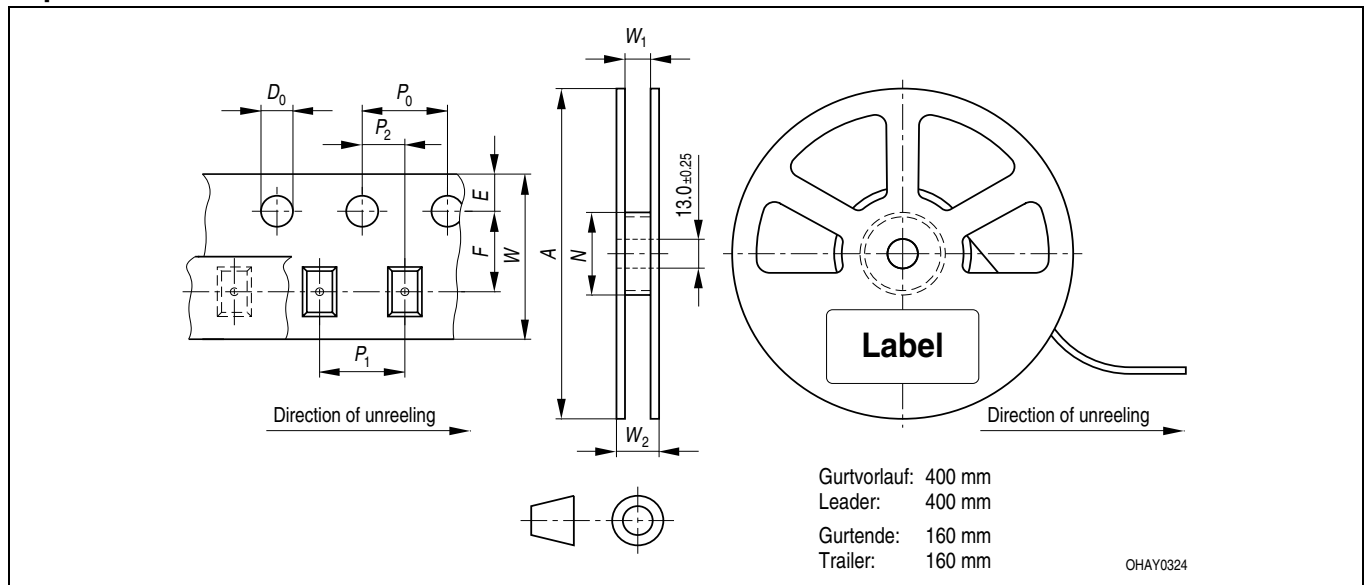 W₁
D₀
P₀
P₂
E
F
W
A
N
13.0 ±0.25
P₁
W₂
Label
Direction of unreeling
Direction of unreeling
Gurtvorlauf: 400 mm
Leader: 400 mm
Gurtende: 160 mm
Trailer: 160 mm
OHAY0324